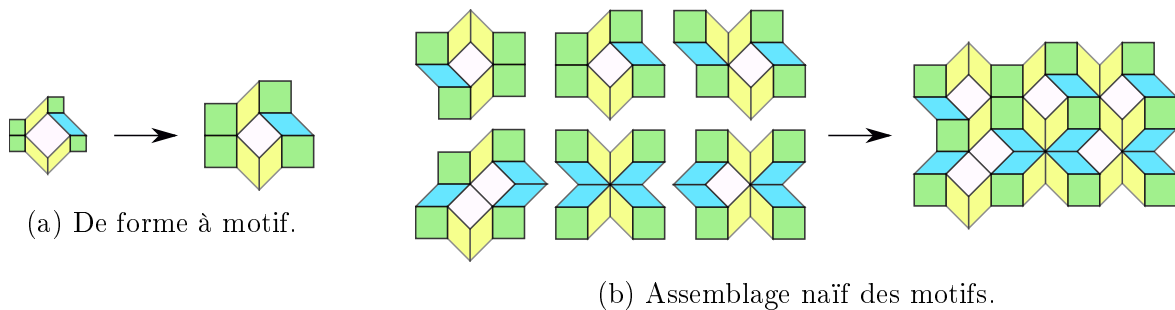 (a) De forme à motif.
(b) Assemblage naïf des motifs.